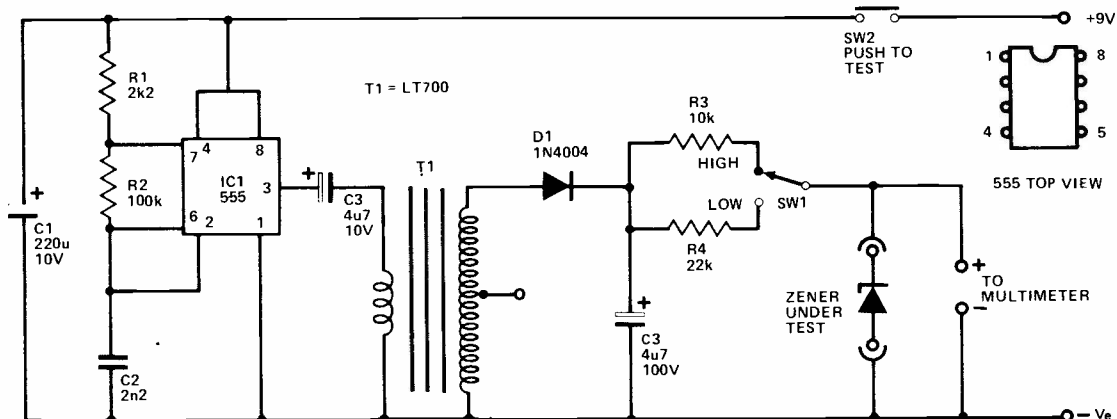 +9V
SW2
PUSH TO
TEST
1
8
4
5
555 TOP VIEW
R1
2k2
T1 = LT700
R3
10k
HIGH
D1
1N4004
4
8
7
IC1
555
3
6
2
1
R2
100k
+
C3
4u7
10V
T1
LOW
SW1
R4
22k
+
C1
220u
10V
+
C3
4u7
100V
ZENER
UNDER
TEST
+
TO
MULTIMETER
−
C2
2n2
− Ve